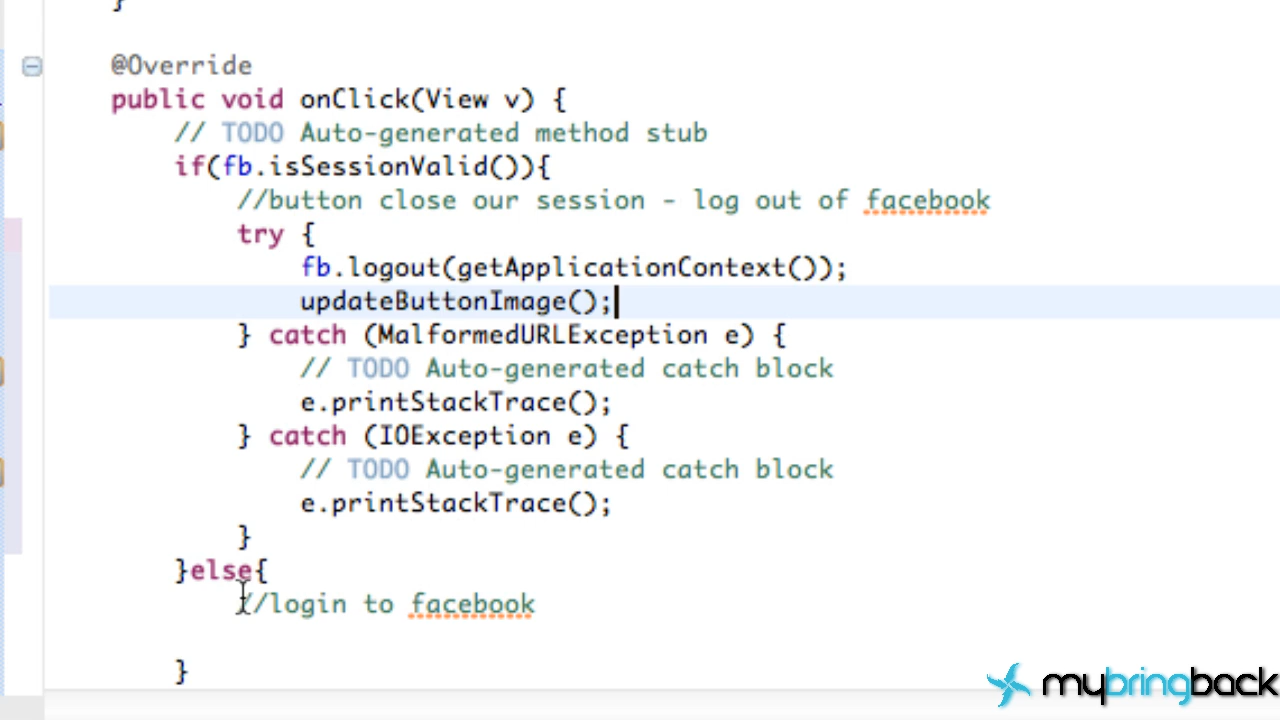 }
@Override
public void onClick(View v) {
// TODO Auto-generated method stub
if(fb.isSessionValid()){
//button close our session - log out of facebook
try {
fb.logout(getApplicationContext());
updateButtonImage();
} catch (MalformedURLException e) {
// TODO Auto-generated catch block
e.printStackTrace();
} catch (IOException e) {
// TODO Auto-generated catch block
e.printStackTrace();
}
}else{
//login to facebook
}
mybringback